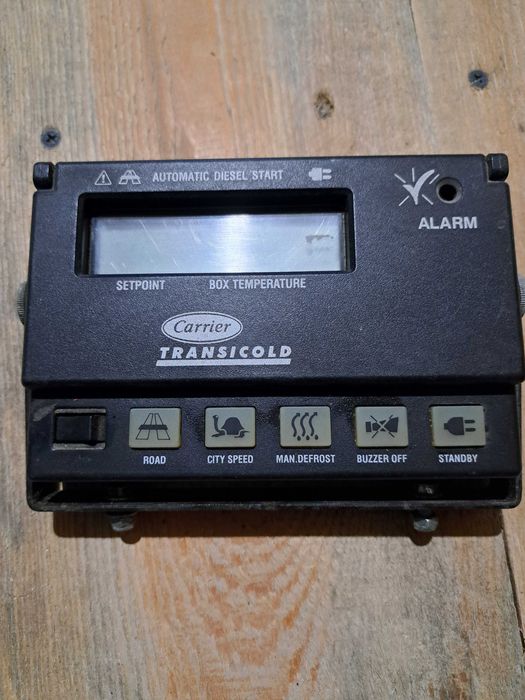 AUTOMATIC DIESEL START
ALARM
SETPOINT BOX TEMPERATURE
Carrier
TRANSICOLD
ROAD CITY SPEED MAN.DEFROST BUZZER OFF STANDBY